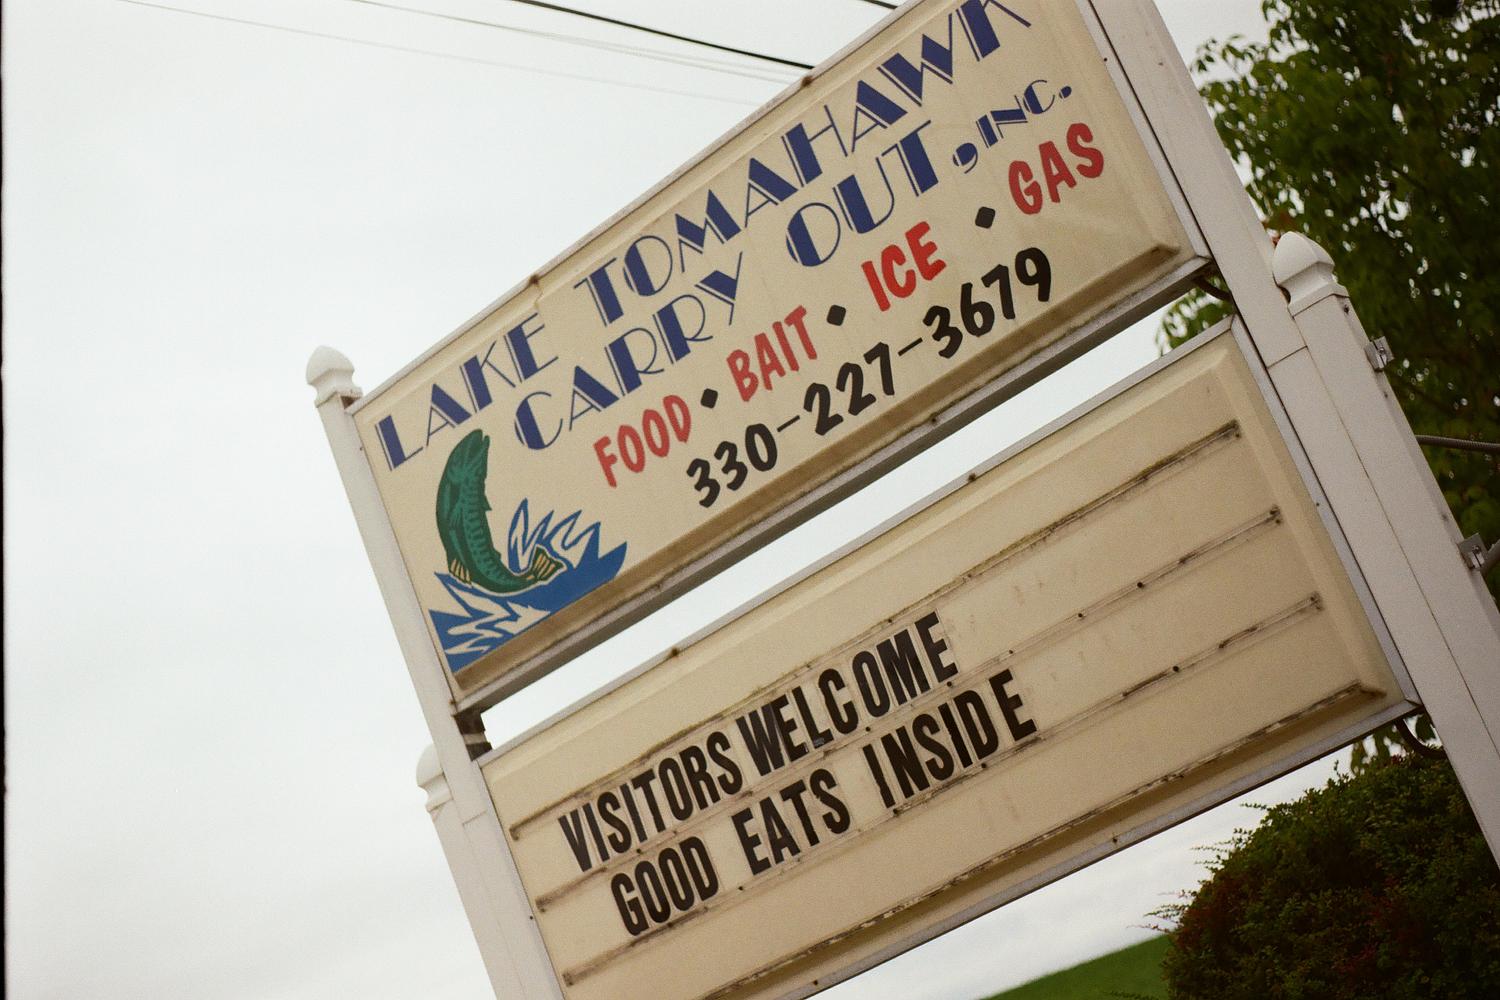 LAKE TOMAHAWK
CARRY OUT, INC.
FOOD ◆ BAIT ◆ ICE ◆ GAS
330-227-3679
VISITORS WELCOME
GOOD EATS INSIDE